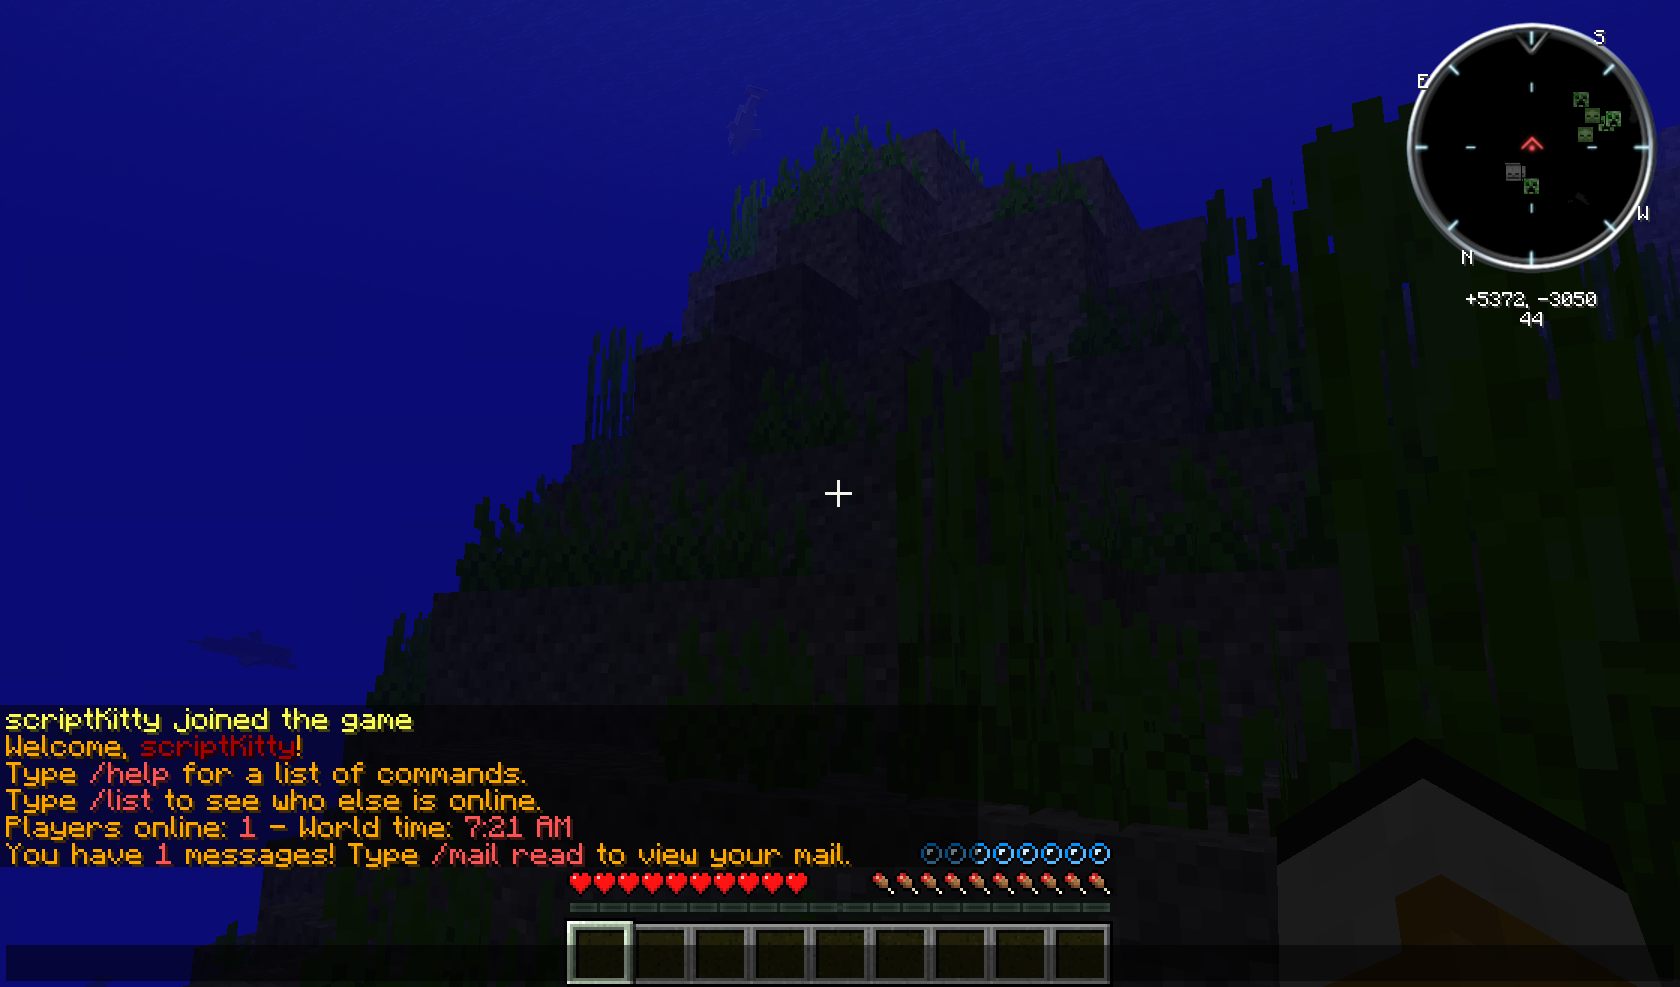 S
E
W
N
+5372, -3050
44
scriptKitty joined the game
Welcome, scriptKitty!
Type /help for a list of commands.
Type /list to see who else is online.
Players online: 1 - World time: 7:21 AM
You have 1 messages! Type /mail read to view your mail.